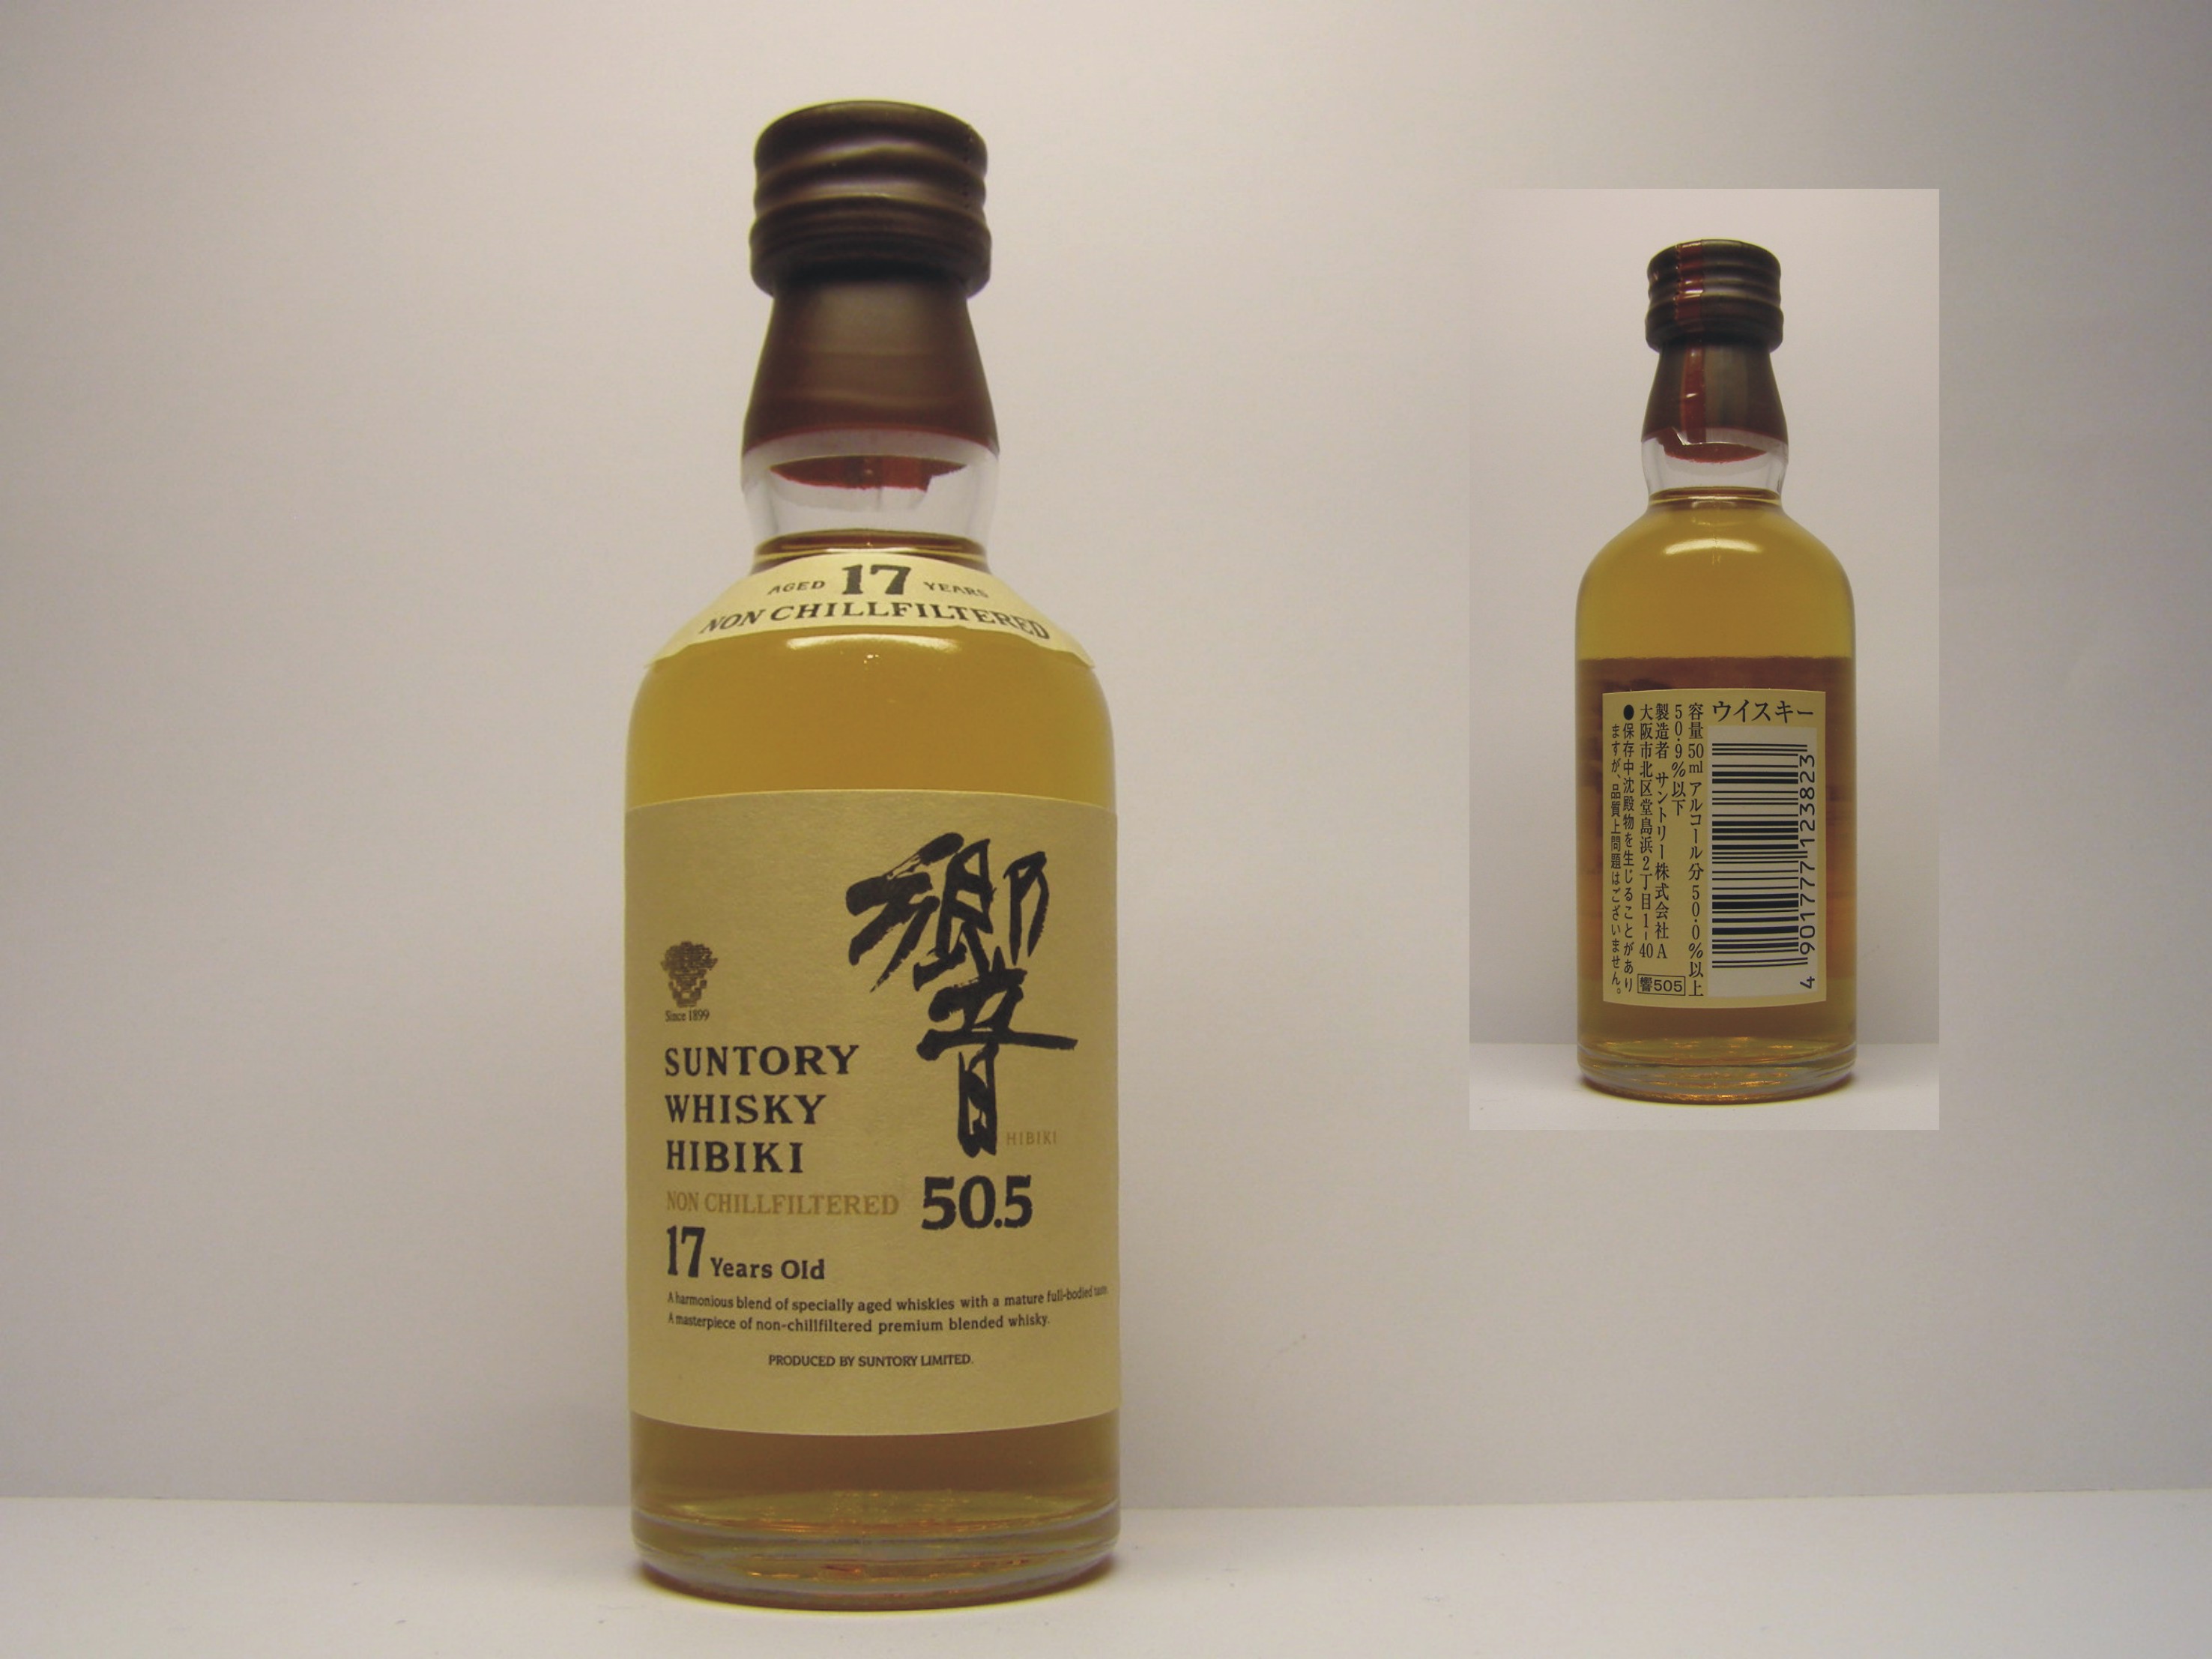 AGED 17 YEARS
NON CHILLFILTERED
響
HIBIKI
Since 1899
SUNTORY
WHISKY
HIBIKI
NON CHILLFILTERED 50.5
17 Years Old
A harmonious blend of specially aged whiskies with a mature full-bodied taste.
A masterpiece of non-chillfiltered premium blended whisky.
PRODUCED BY SUNTORY LIMITED.
ウイスキー
容量50ml アルコール分50.0%以上
50.9%以下
製造者 サントリー株式会社A
大阪市北区堂島浜2丁目1-40
響505
●保存中沈殿物を生じることがあり
ますが、品質上問題はございません。
4 901777 123823